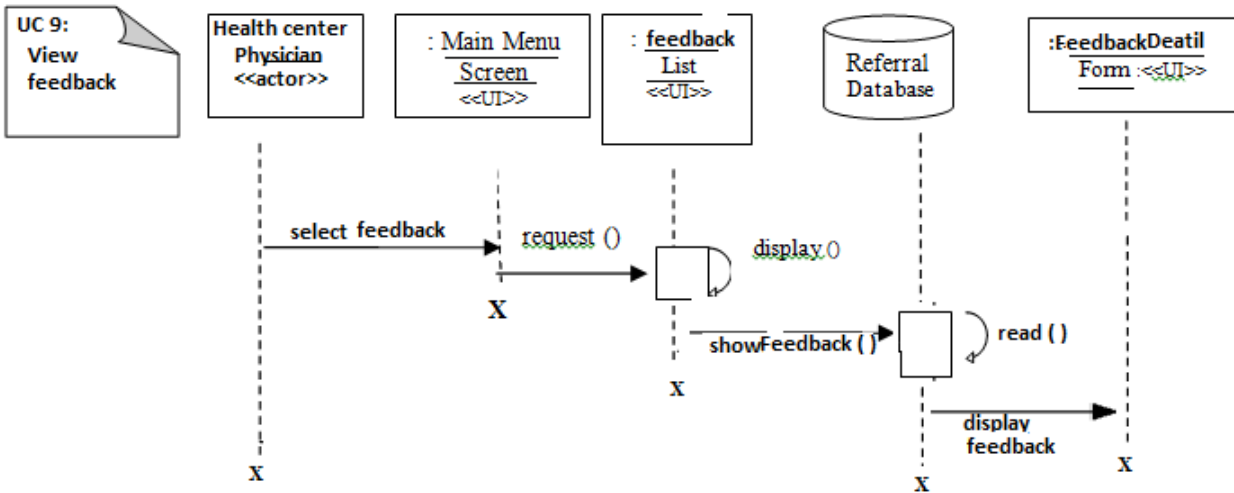 UC 9:
View
feedback
Health center
Physician
<<actor>>
: Main Menu
Screen
<<UI>>
: feedback
List
<<UI>>
Referral
Database
:FeedbackDeatil
Form :<<UI>>
select feedback
request ()
display ()
X
showFeedback ( )
read ( )
X
display
feedback
X
X
X